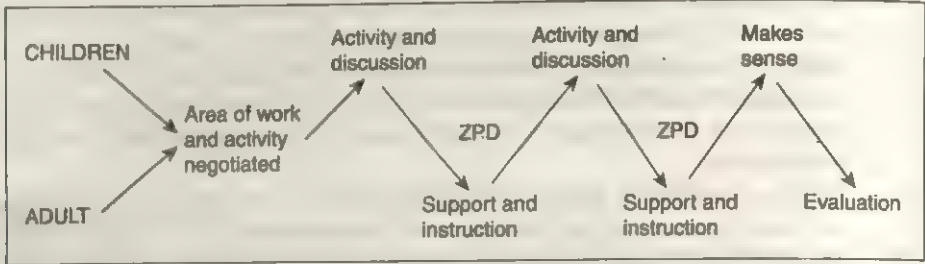 CHILDREN
ADULT
Area of work
and activity
negotiated
Activity and
discussion
ZPD
Support and
instruction
Activity and
discussion
ZPD
Support and
instruction
Makes
sense
Evaluation